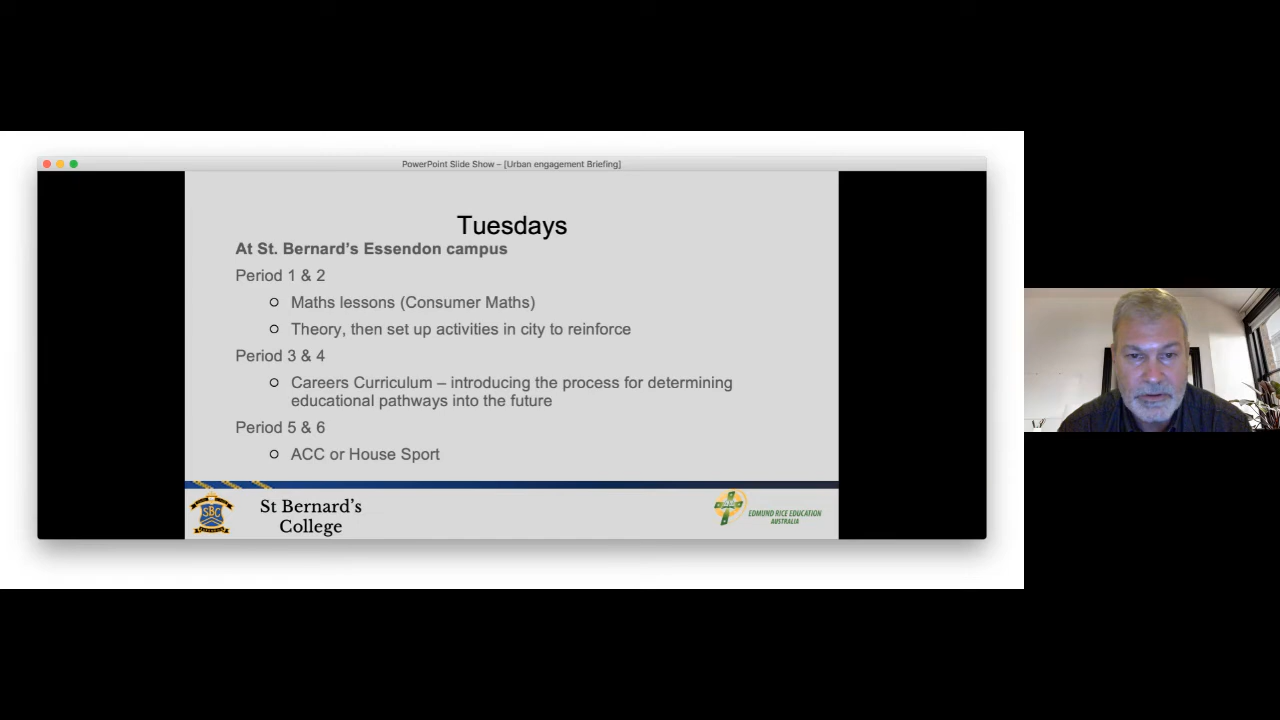 PowerPoint Slide Show – [Urban engagement Briefing]
Tuesdays
At St. Bernard's Essendon campus
Period 1 & 2
Maths lessons (Consumer Maths)
Theory, then set up activities in city to reinforce
Period 3 & 4
Careers Curriculum – introducing the process for determining
educational pathways into the future
Period 5 & 6
ACC or House Sport
SBC
St Bernard's
College
EDMUND RICE EDUCATION
AUSTRALIA